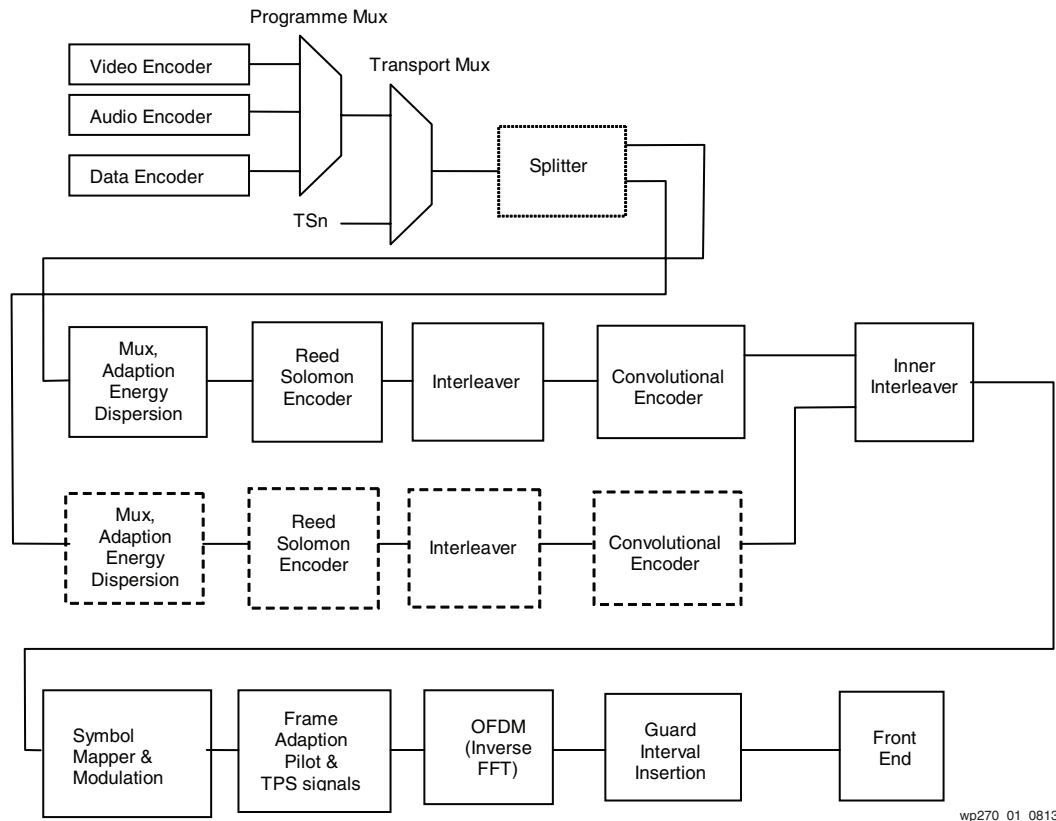 Programme Mux
Video Encoder
Transport Mux
Audio Encoder
Splitter
Data Encoder
TSn
Mux,
Adaption
Energy
Dispersion
Reed
Solomon
Encoder
Interleaver
Convolutional
Encoder
Inner
Interleaver
Mux,
Adaption
Energy
Dispersion
Reed
Solomon
Encoder
Interleaver
Convolutional
Encoder
Symbol
Mapper &
Modulation
Frame
Adaption
Pilot &
TPS signals
OFDM
(Inverse
FFT)
Guard
Interval
Insertion
Front
End
wp270_01_0813